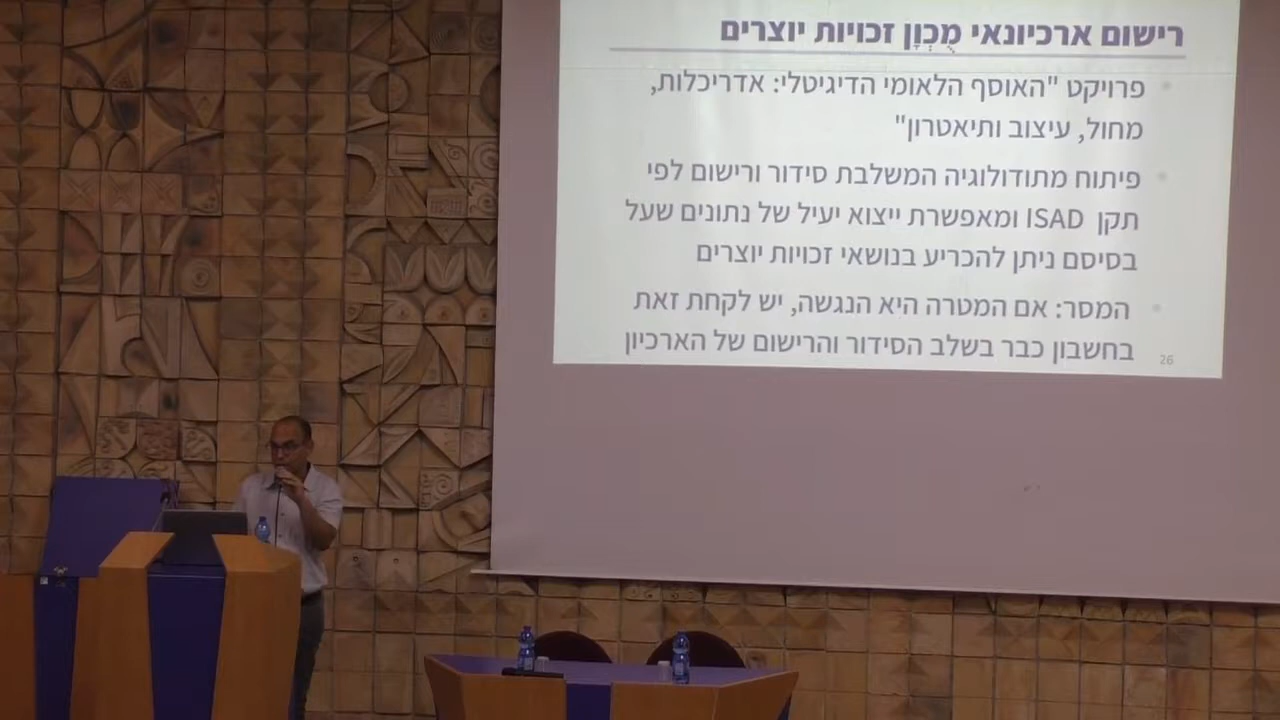 רישום ארכיונאי מֻכְוָן זכויות יוצרים
פרויקט "האוסף הלאומי הדיגיטלי: אדריכלות,
מחול, עיצוב ותיאטרון"
פיתוח מתודולוגיה המשלבת סידור ורישום לפי
תקן ISAD ומאפשרת ייצוא יעיל של נתונים שעל
בסיסם ניתן להכריע בנושאי זכויות יוצרים
המסר: אם המטרה היא הנגשה, יש לקחת זאת
בחשבון כבר בשלב הסידור והרישום של הארכיון
26